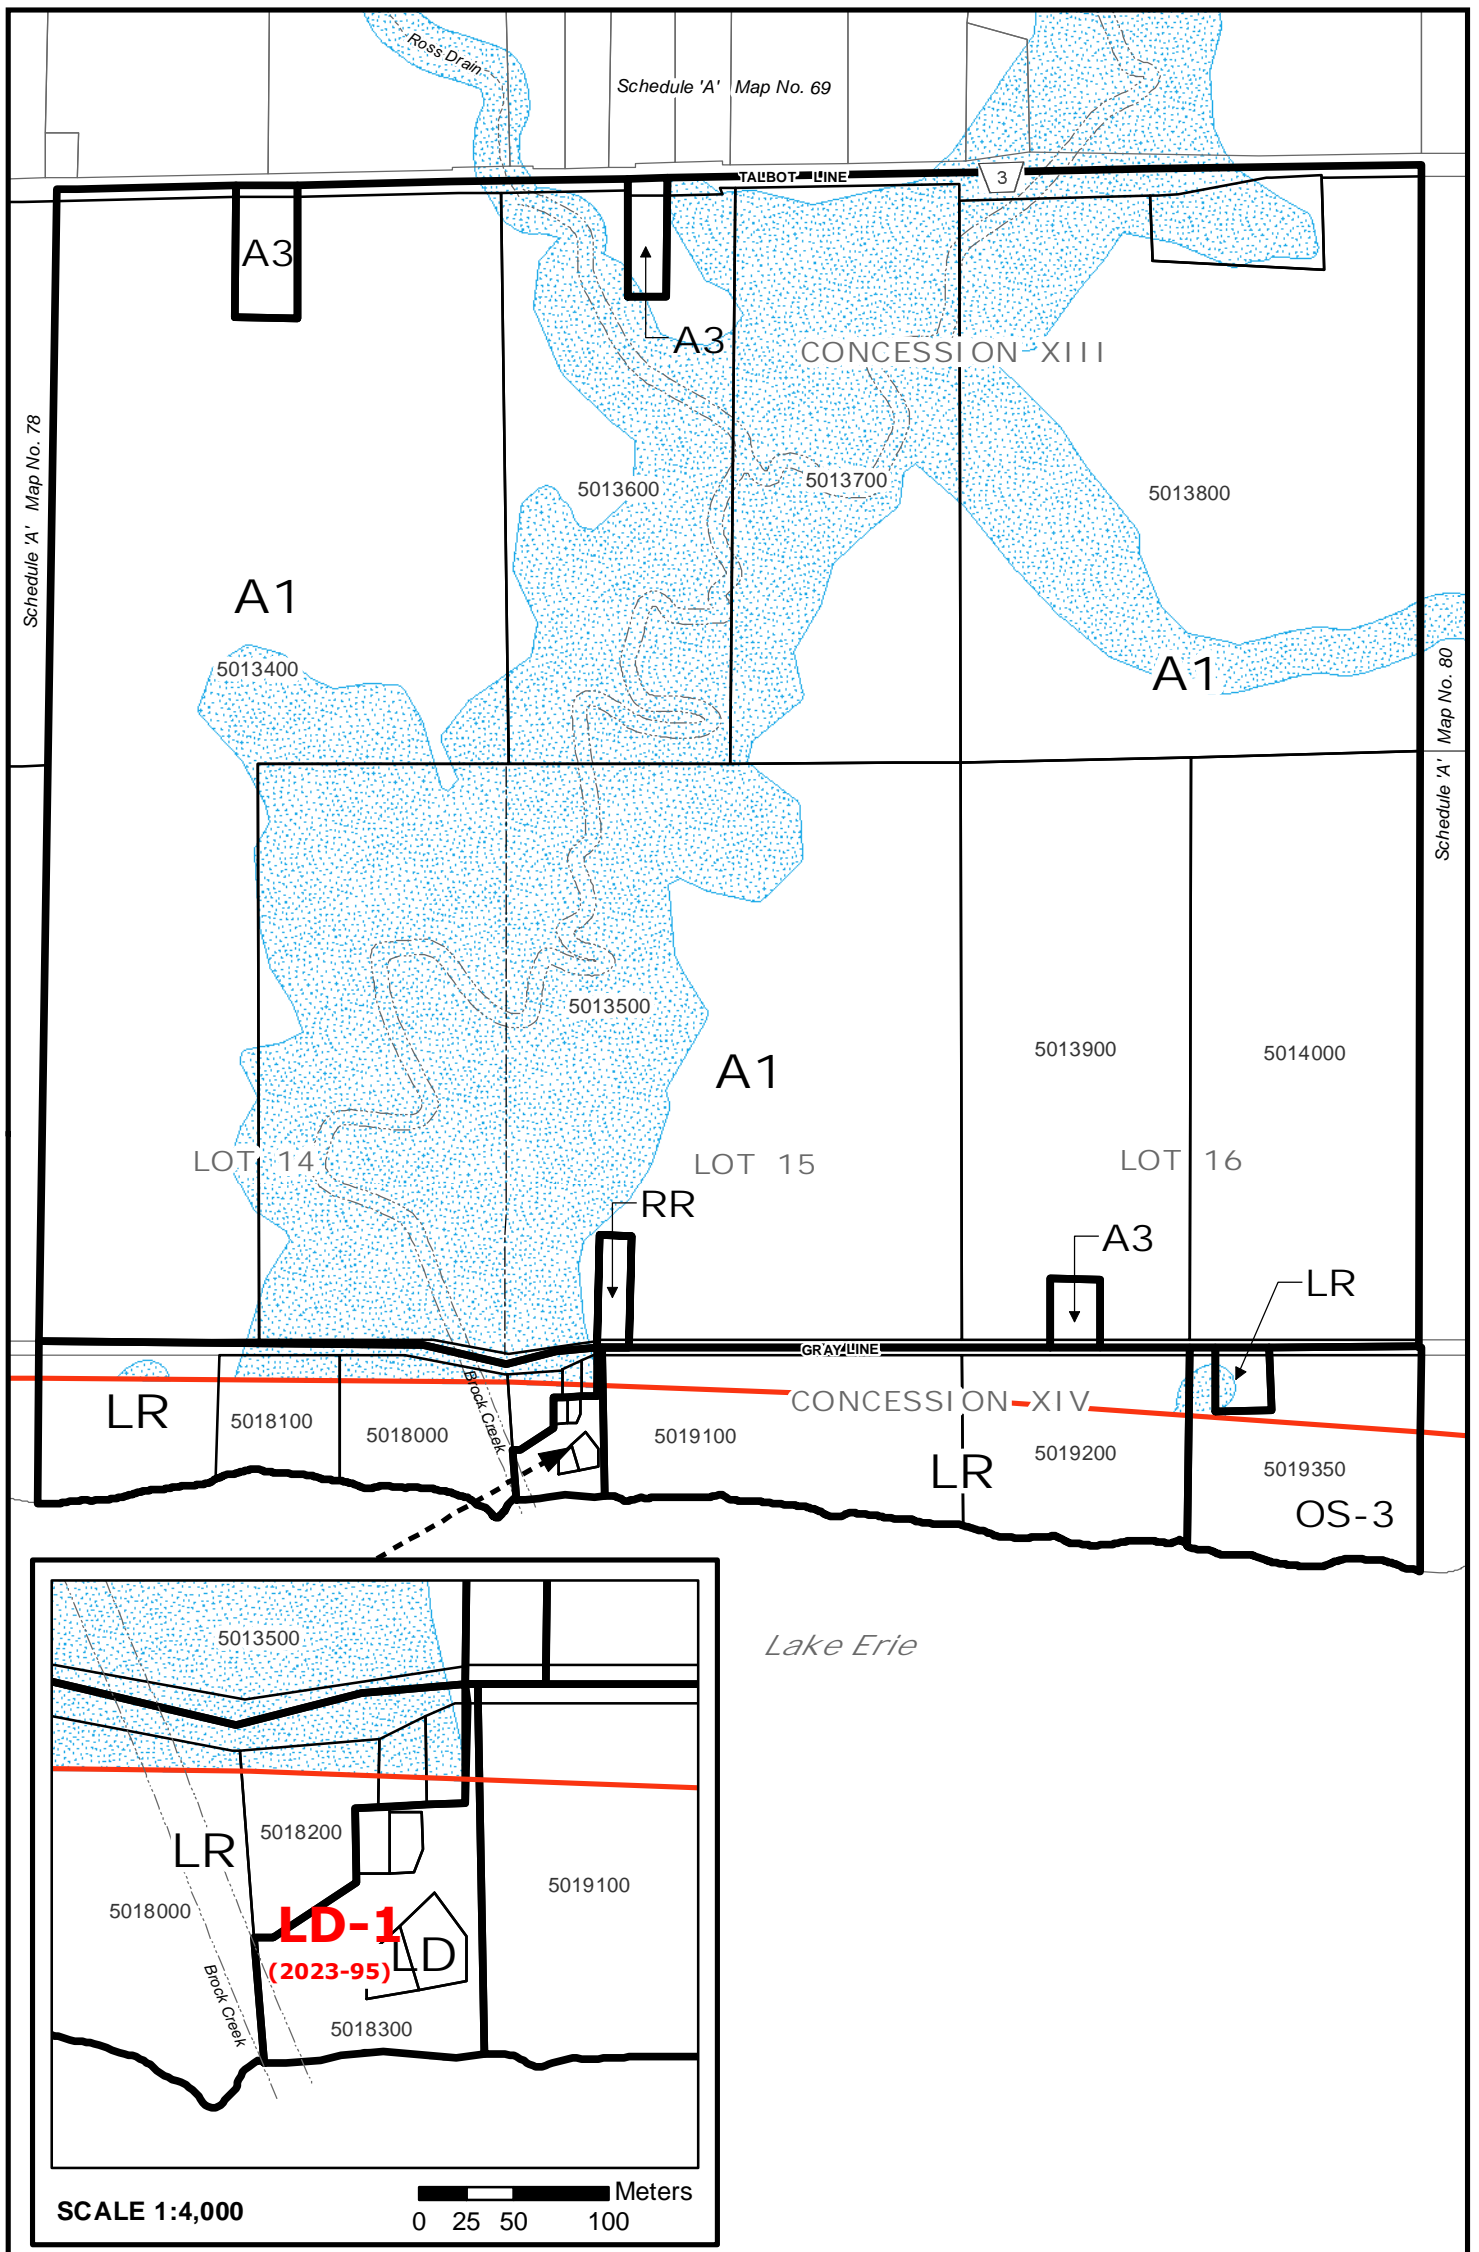 Ross Drain
Schedule 'A' Map No. 69
TALBOT LINE
3
A3
A3
CONCESSION XIII
Schedule 'A' Map No. 78
5013600
5013700
5013800
A1
5013400
A1
Schedule 'A' Map No. 80
5013500
5013900
5014000
A1
LOT 14
LOT 15
LOT 16
RR
A3
LR
GRAY LINE
CONCESSION XIV
LR
5018100
5018000
Brock Creek
5019100
5019200
LR
5019350
OS-3
Lake Erie
5013500
5018200
LR
5018000
5019100
LD-1
(2023-95)
LD
Brock Creek
5018300
SCALE 1:4,000
Meters
0 25 50 100